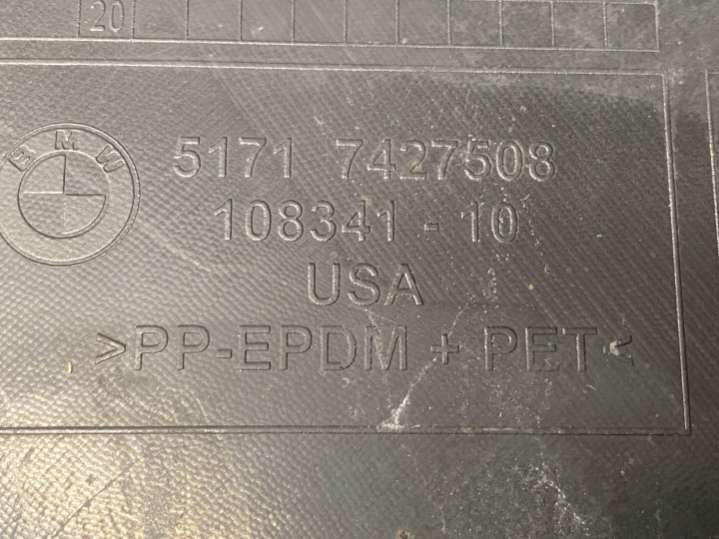 20
BMW
5171 7427508
108341 - 10
USA
>PP-EPDM + PET<